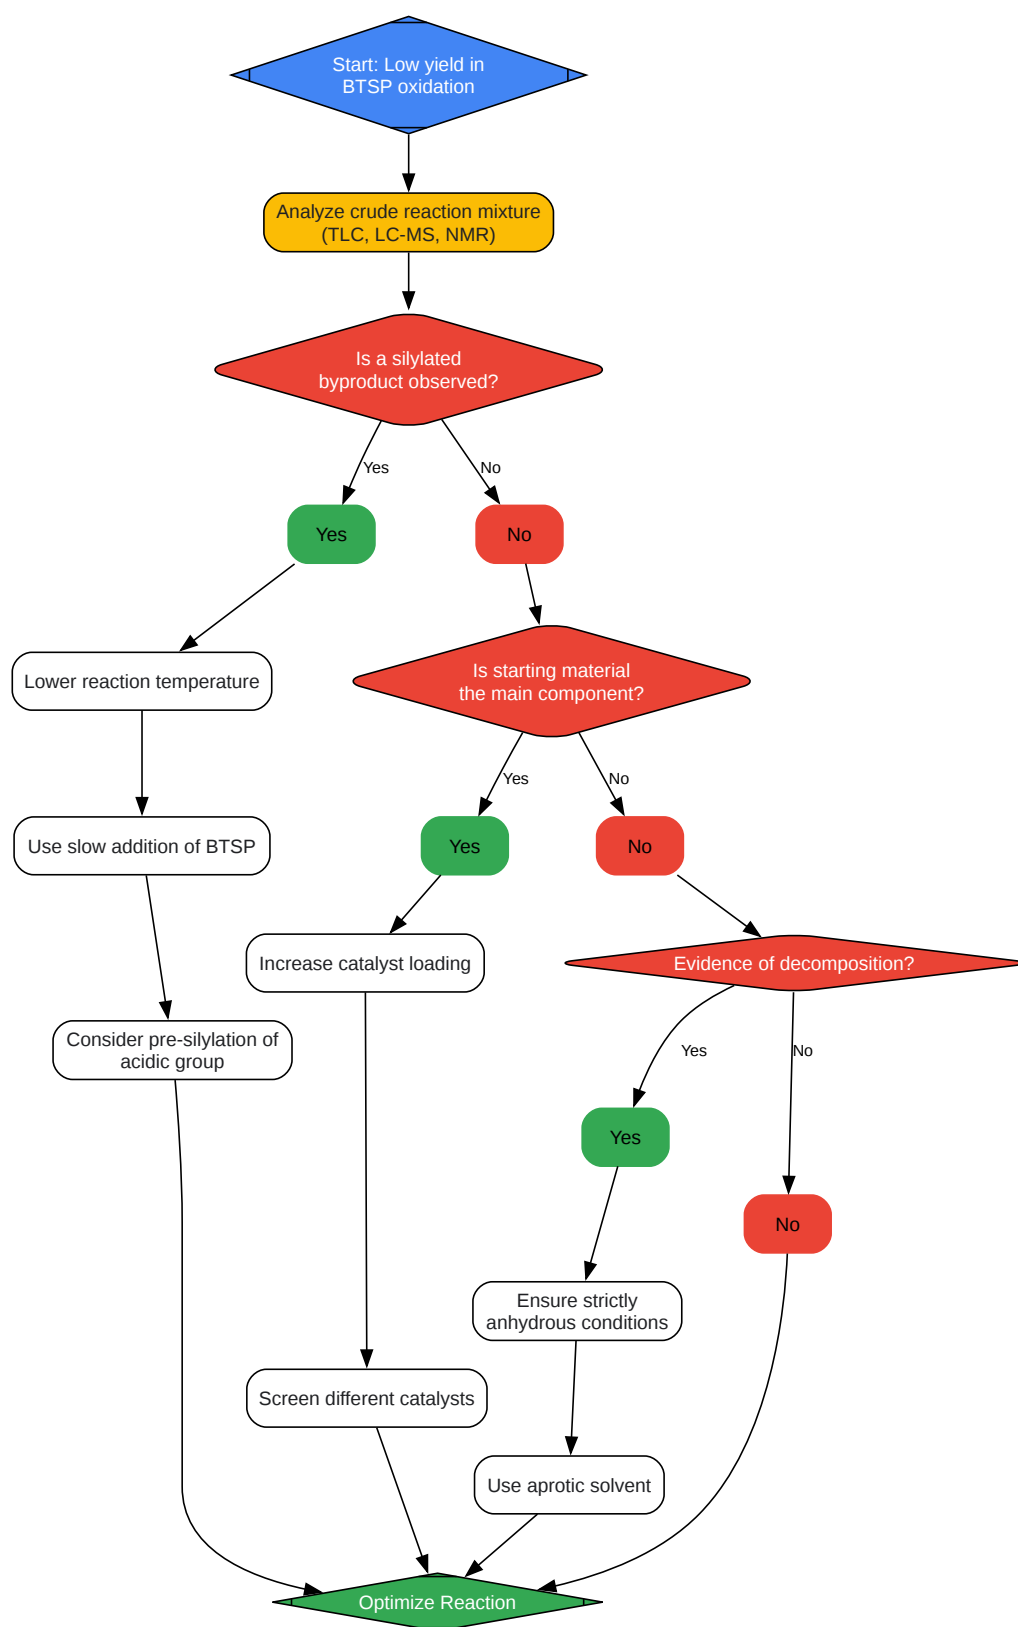 Start: Low yield in
BTSP oxidation
Analyze crude reaction mixture
(TLC, LC-MS, NMR)
Is a silylated
byproduct observed?
Yes
No
Yes
No
Lower reaction temperature
Is starting material
the main component?
Yes
No
Use slow addition of BTSP
Yes
No
Increase catalyst loading
Evidence of decomposition?
Consider pre-silylation of
acidic group
Yes
No
Yes
No
Ensure strictly
anhydrous conditions
Screen different catalysts
Use aprotic solvent
Optimize Reaction